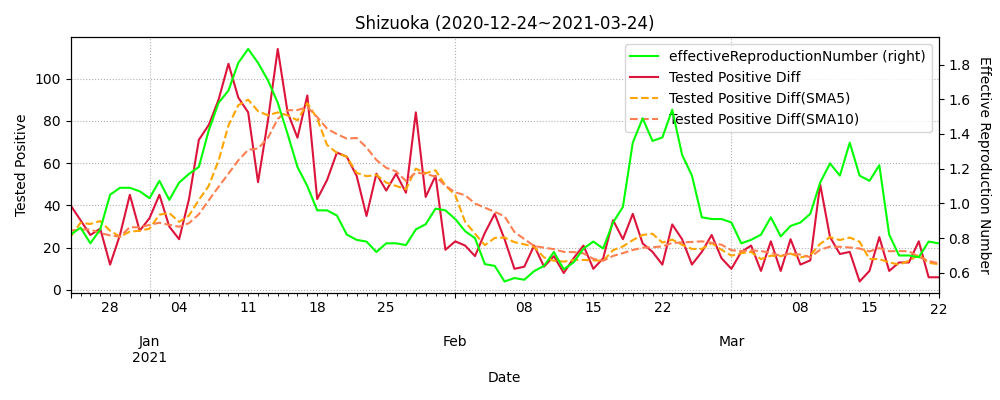 Shizuoka (2020-12-24~2021-03-24)
effectiveReproductionNumber (right)
Tested Positive Diff
Tested Positive Diff(SMA5)
Tested Positive Diff(SMA10)
Tested Positive
100
80
60
40
20
0
Effective Reproduction Number
1.8
1.6
1.4
1.2
1.0
0.8
0.6
28 04 11 18 25 08 15 22 08 15 22
Jan Feb Mar
2021
Date